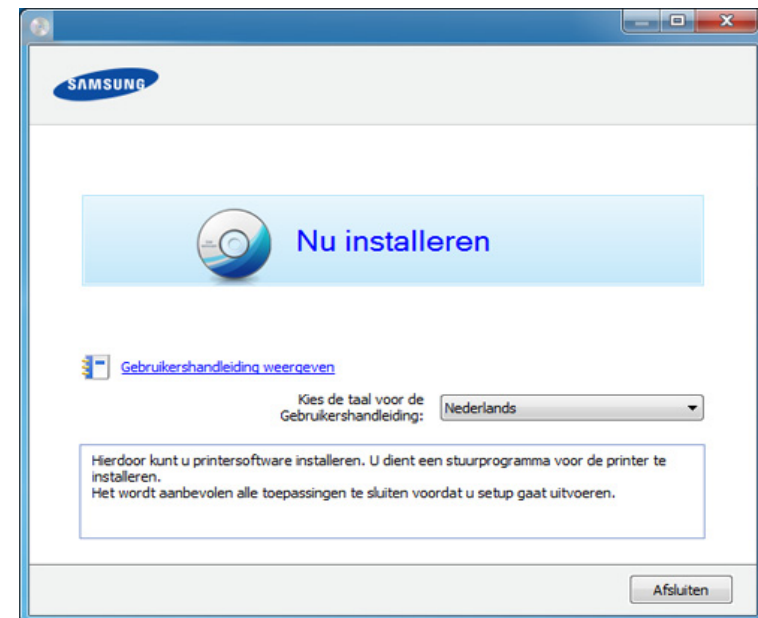 SAMSUNG
Nu installeren
Gebruikershandleiding weergeven
Kies de taal voor de
Gebruikershandleiding:
Nederlands
Hierdoor kunt u printersoftware installeren. U dient een stuurprogramma voor de printer te
installeren.
Het wordt aanbevolen alle toepassingen te sluiten voordat u setup gaat uitvoeren.
Afsluiten